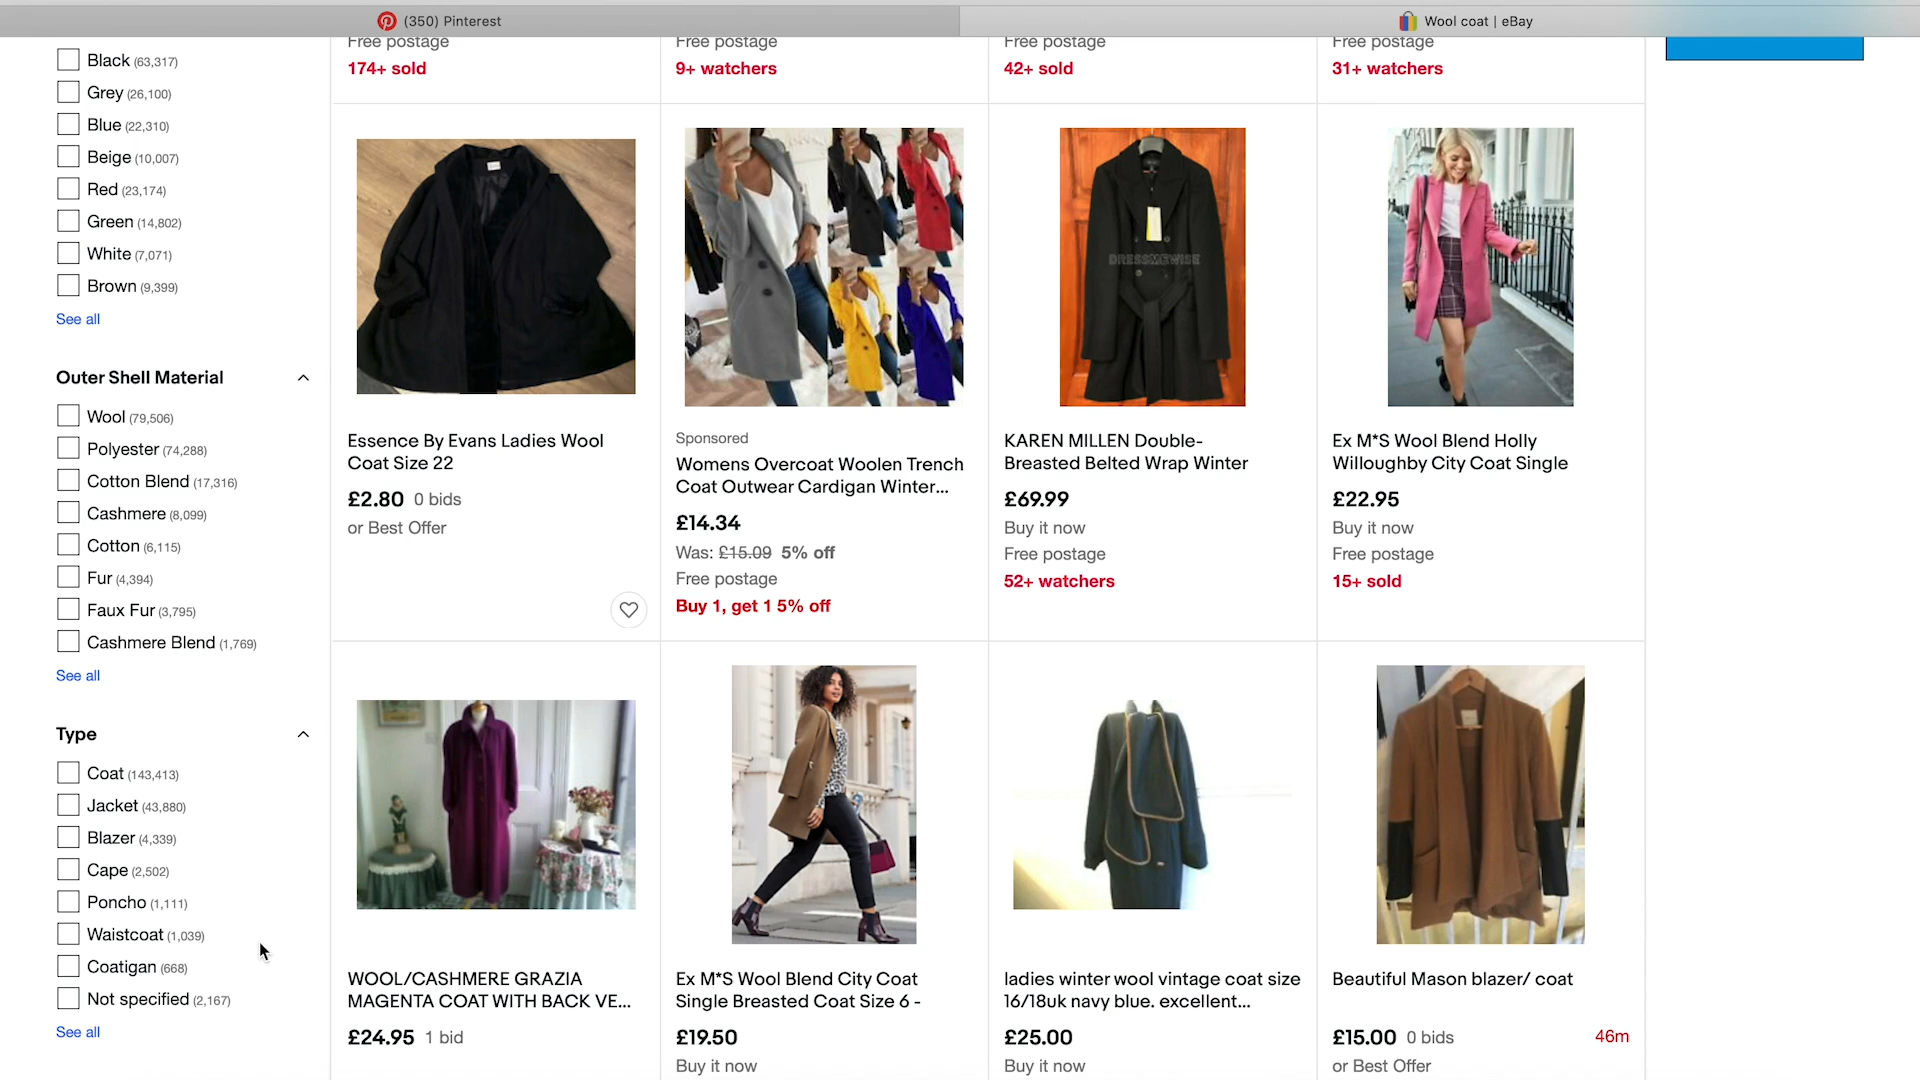 (350) Pinterest
Wool coat | eBay
Black (63,317)
Grey (26,100)
Blue (22,310)
Beige (10,007)
Red (23,174)
Green (14,802)
White (7,071)
Brown (9,399)
See all
Outer Shell Material
Wool (79,506)
Polyester (74,288)
Cotton Blend (17,316)
Cashmere (8,099)
Cotton (6,115)
Fur (4,394)
Faux Fur (3,795)
Cashmere Blend (1,769)
See all
Type
Coat (143,413)
Jacket (43,880)
Blazer (4,339)
Cape (2,502)
Poncho (1,111)
Waistcoat (1,039)
Coatigan (668)
Not specified (2,167)
See all
Free postage
174+ sold
Free postage
9+ watchers
Free postage
42+ sold
Free postage
31+ watchers
Essence By Evans Ladies Wool
Coat Size 22
£2.80 0 bids
or Best Offer
Sponsored
Womens Overcoat Woolen Trench
Coat Outwear Cardigan Winter...
£14.34
Was: £15.09 5% off
Free postage
Buy 1, get 1 5% off
DRESSMEWISE
KAREN MILLEN Double-
Breasted Belted Wrap Winter
£69.99
Buy it now
Free postage
52+ watchers
Ex M*S Wool Blend Holly
Willoughby City Coat Single
£22.95
Buy it now
Free postage
15+ sold
WOOL/CASHMERE GRAZIA
MAGENTA COAT WITH BACK VE...
£24.95 1 bid
Ex M*S Wool Blend City Coat
Single Breasted Coat Size 6 -
£19.50
Buy it now
ladies winter wool vintage coat size
16/18uk navy blue. excellent...
£25.00
Buy it now
Beautiful Mason blazer/ coat
£15.00 0 bids 46m
or Best Offer